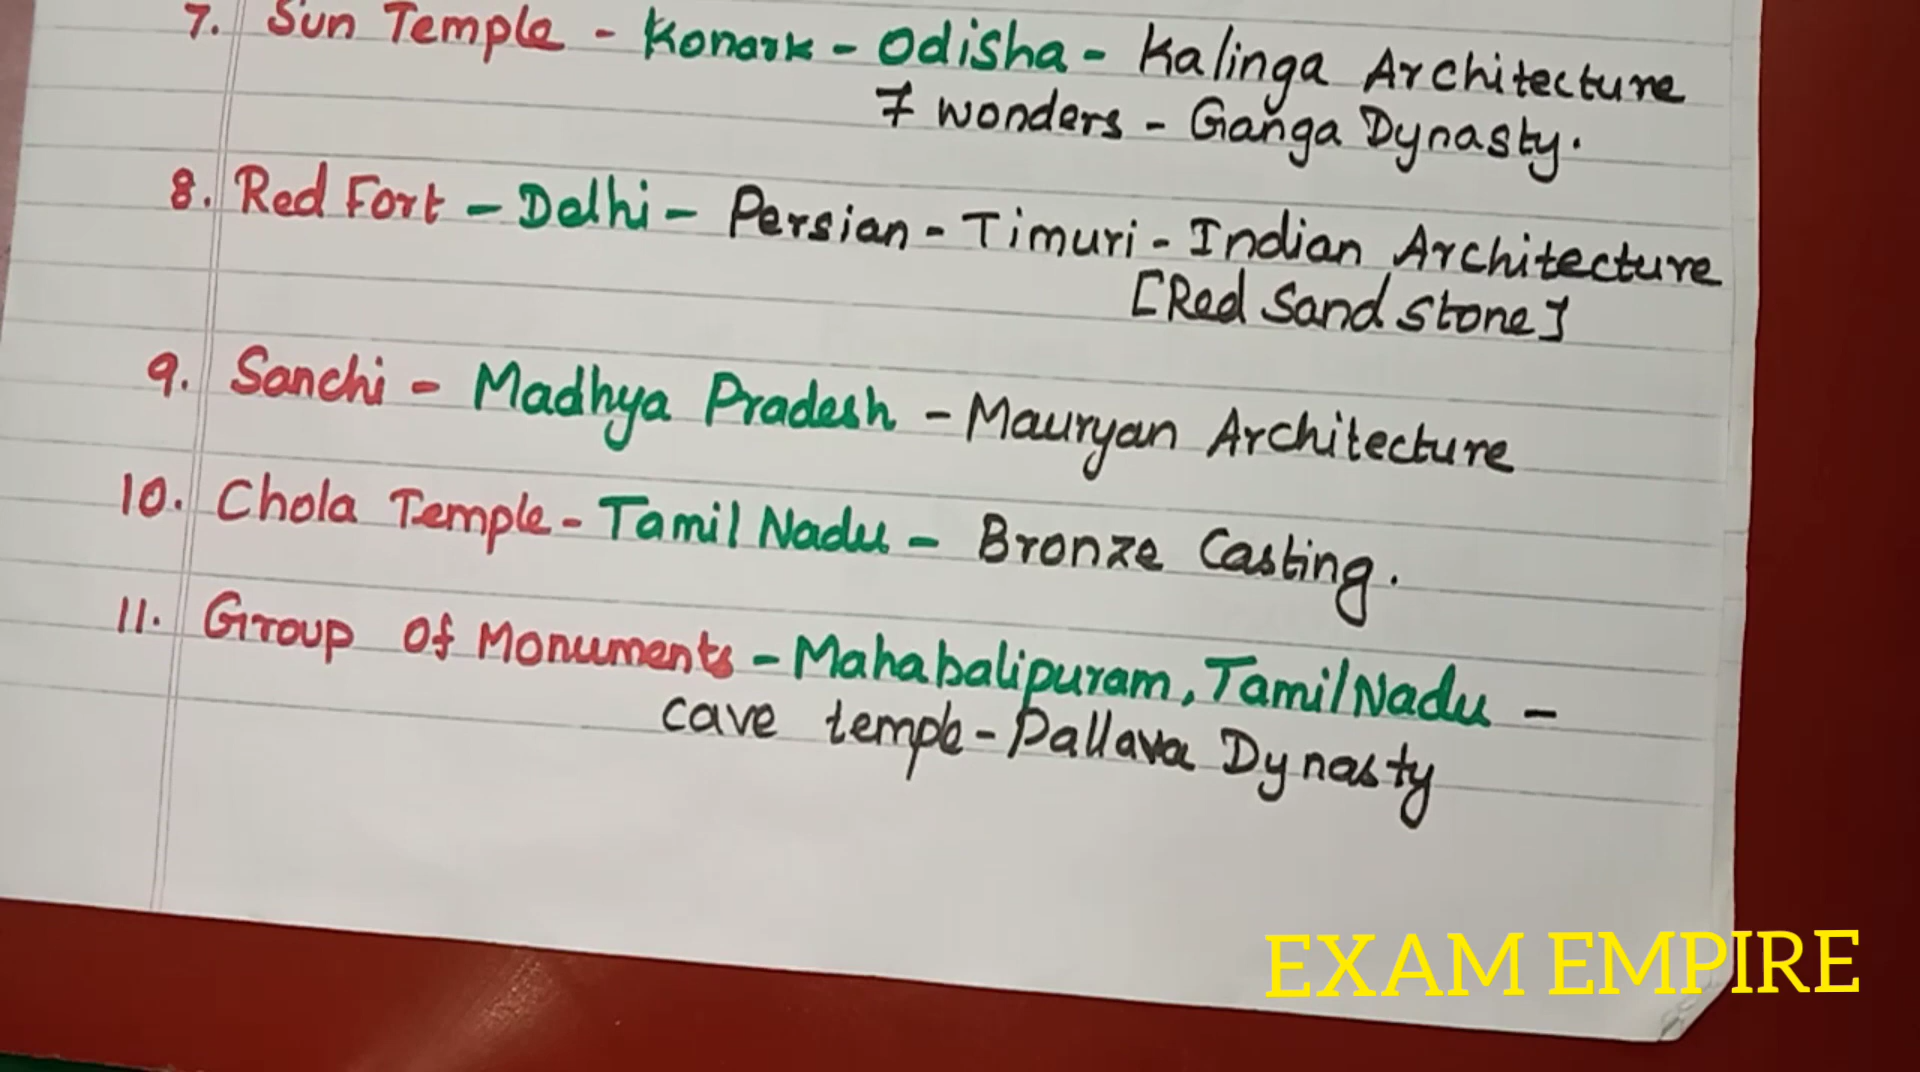 7. Sun Temple - Konark - Odisha - Kalinga Architecture
7 wonders - Ganga Dynasty.
8. Red Fort - Delhi - Persian - Timuri - Indian Architecture
[Red Sand Stone]
9. Sanchi - Madhya Pradesh - Mauryan Architecture
10. Chola Temple - Tamil Nadu - Bronze Casting.
11. Group Of Monuments - Mahabalipuram, Tamil Nadu -
cave temple - Pallava Dynasty
EXAM EMPIRE